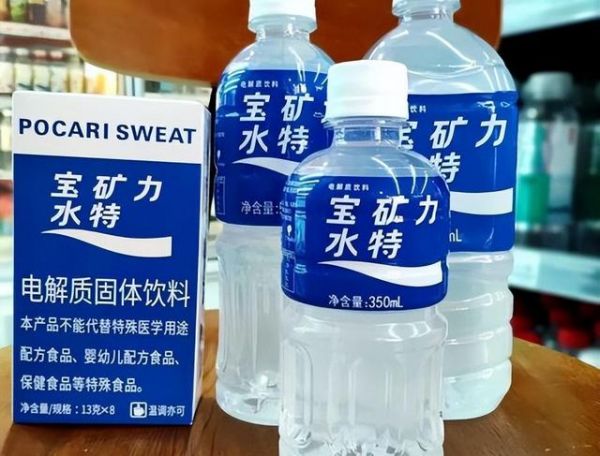 POCARI SWEAT
宝矿力
水特
电解质固体饮料
本产品不能代替特殊医学用途
配方食品、婴幼儿配方食品、
保健食品等特殊食品。
净含量/规格：13克×8
温调亦可
电解质饮料
宝矿力
水特
净含量:
电解质饮料
宝矿力
水特
净含量:350mL
矿力
特
mL